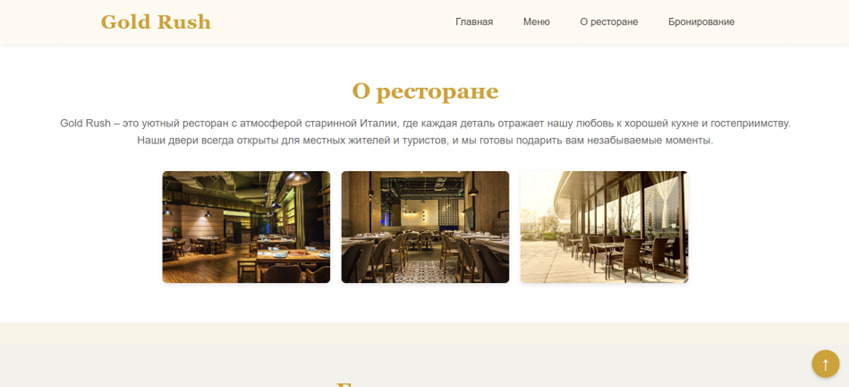 Gold Rush
Главная Меню О ресторане Бронирование
О ресторане
Gold Rush – это уютный ресторан с атмосферой старинной Италии, где каждая деталь отражает нашу любовь к хорошей кухне и гостеприимству.
Наши двери всегда открыты для местных жителей и туристов, и мы готовы подарить вам незабываемые моменты.